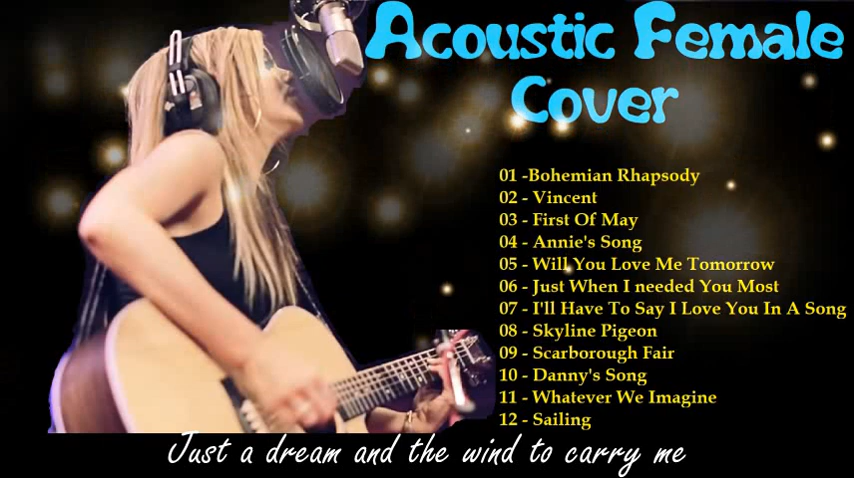 Acoustic Female
Cover
01 -Bohemian Rhapsody
02 - Vincent
03 - First Of May
04 - Annie's Song
05 - Will You Love Me Tomorrow
06 - Just When I needed You Most
07 - I'll Have To Say I Love You In A Song
08 - Skyline Pigeon
09 - Scarborough Fair
10 - Danny's Song
11 - Whatever We Imagine
12 - Sailing
Just a dream and the wind to carry me